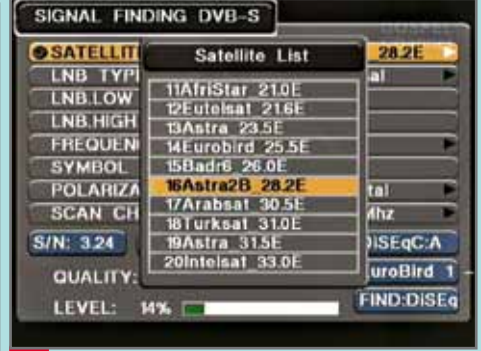 SIGNAL FINDING DVB-S
SATELLIT
28.2E
Satellite List
LNB TYP
al
LNB.LOW
LNB.HIGH
FREQUEN
SYMBOL
POLARIZA
tal
SCAN CH
Mhz
11AfriStar 21.0E
12Eutelsat 21.6E
13Astra 23.5E
14Eurobird 25.5E
15Badr6 26.0E
16Astra2B 28.2E
17Arabsat 30.5E
18Turksat 31.0E
19Astra 31.5E
20Intelsat 33.0E
S/N: 3.24
DiSEqC:A
QUALITY:
uroBird 1
LEVEL: 14%
FIND:DiSEq